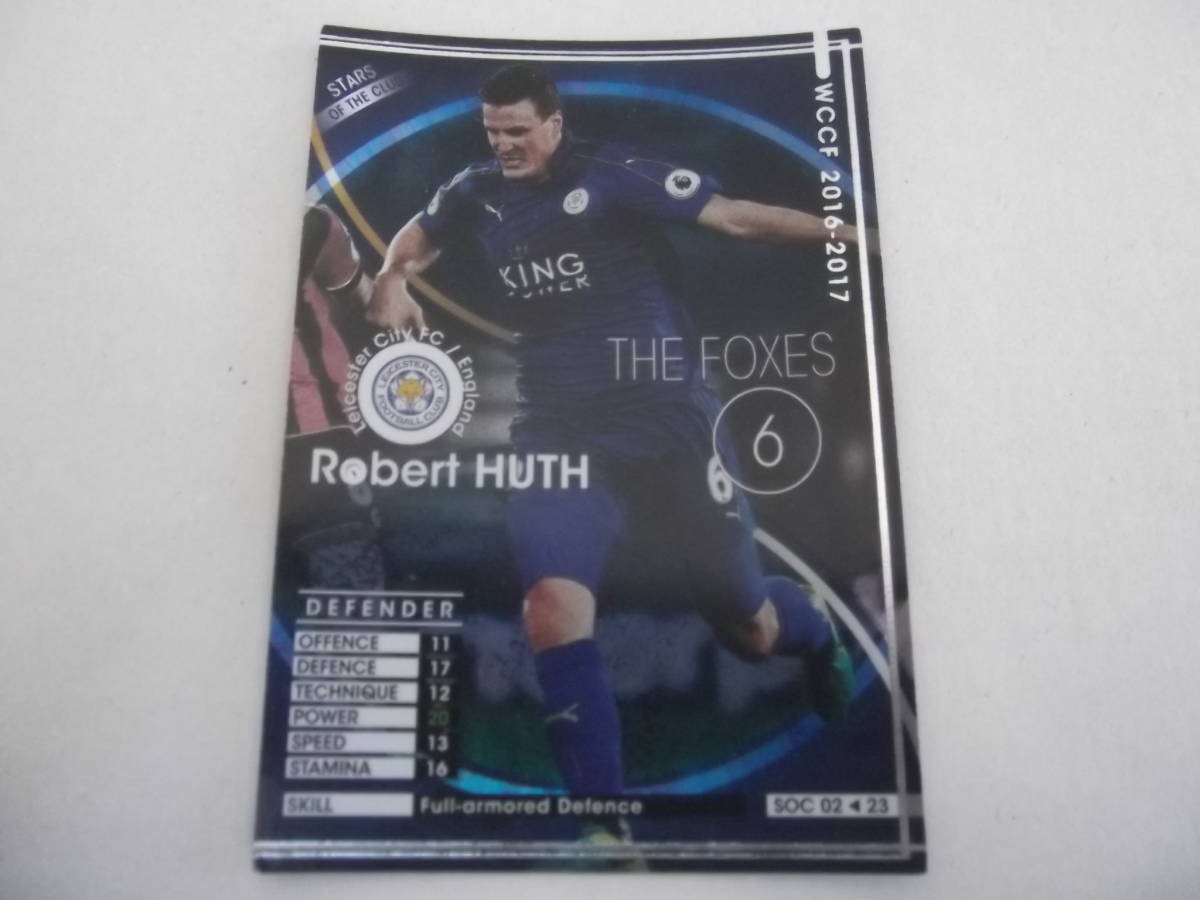 STARS
OF THE CLUB
WCCF 2016-2017
KING
POWER
THE FOXES
6
Leicester City FC / England
LEICESTER CITY
FOOTBALL CLUB
Robert HUTH
6
DEFENDER
OFFENCE 11
DEFENCE 17
TECHNIQUE 12
POWER 20
SPEED 13
STAMINA 16
SKILL Full-armored Defence
SOC 02 ◀ 23